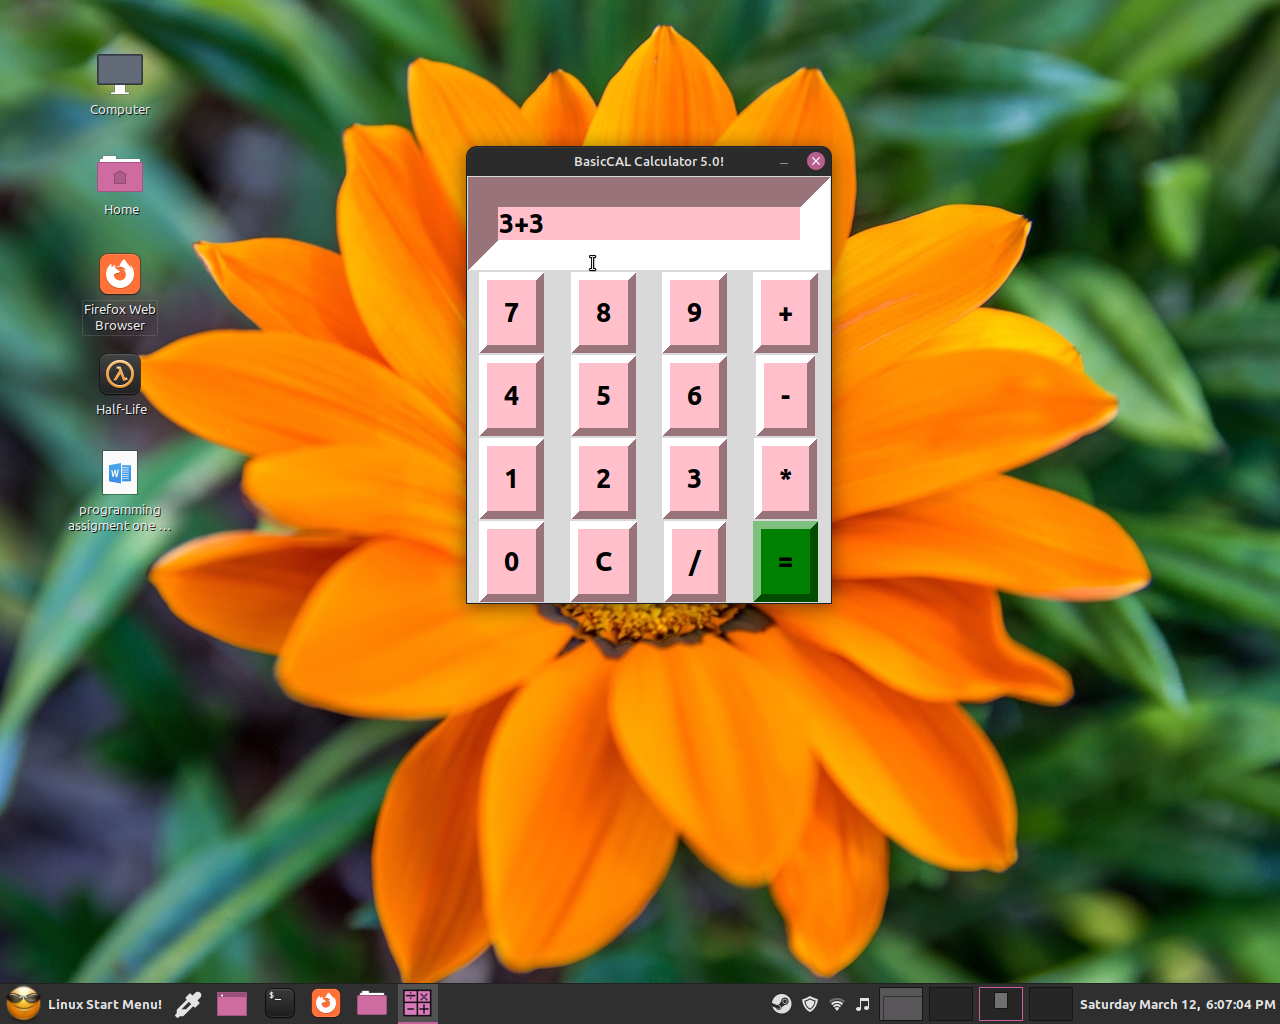 Computer
Home
Firefox Web
Browser
Half-Life
W
programming
assigment one ...
BasicCAL Calculator 5.0!
3+3
7 8 9 +
4 5 6 -
1 2 3 *
0 C / =
Linux Start Menu!
$_
Saturday March 12, 6:07:04 PM